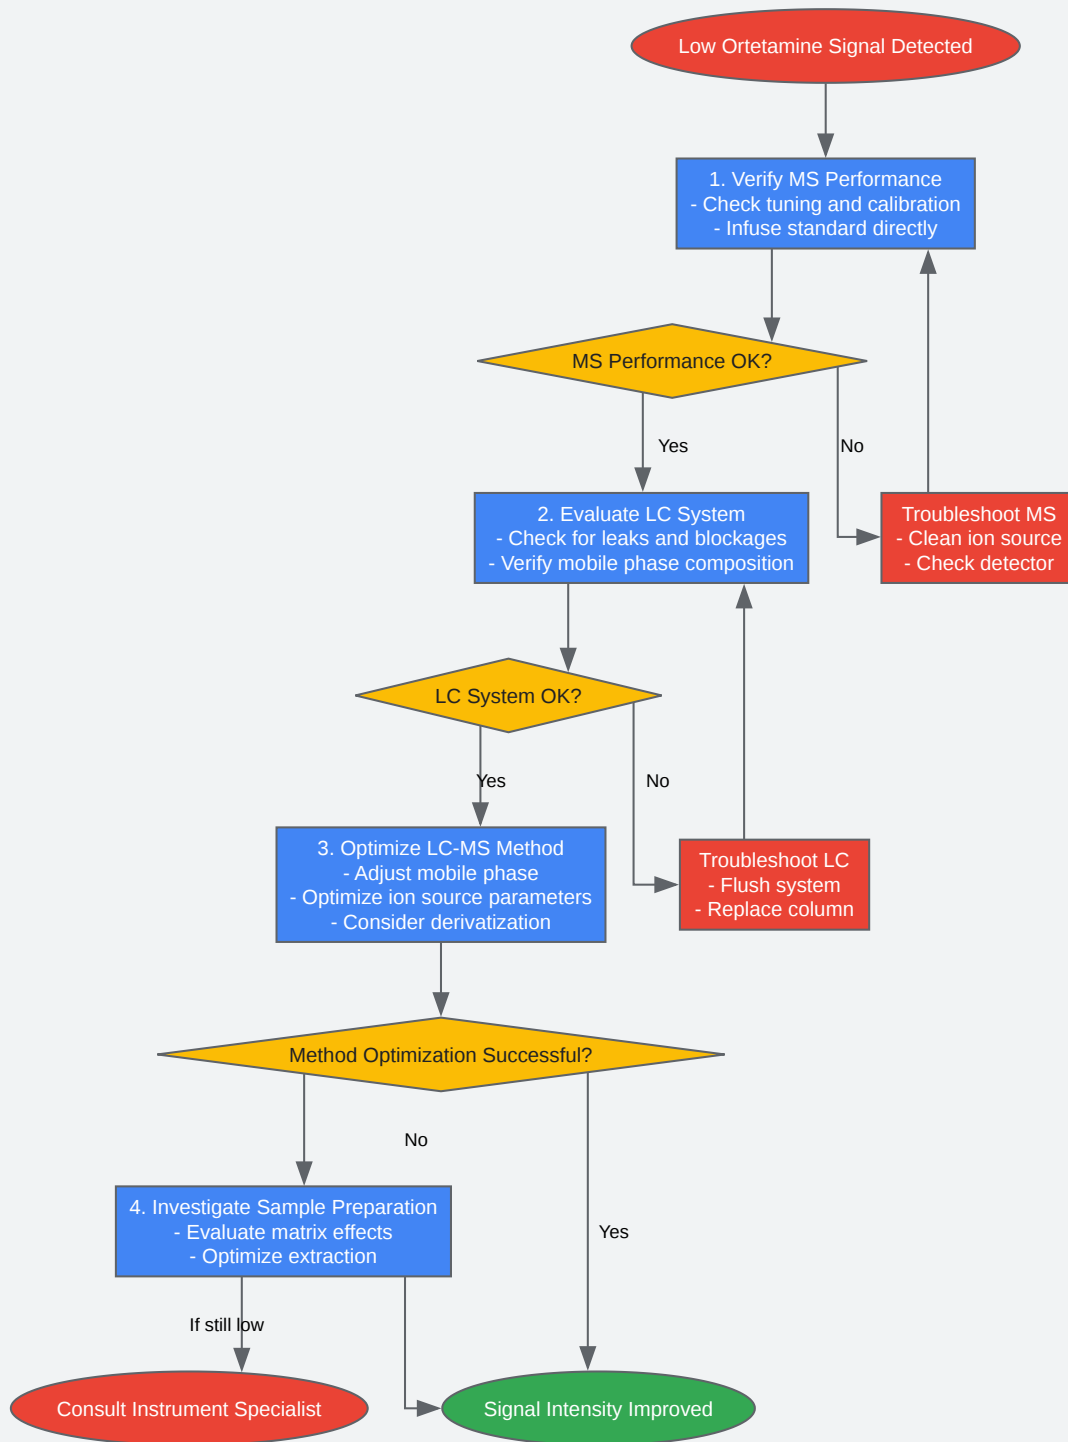 Low Ortetamine Signal Detected
1. Verify MS Performance
- Check tuning and calibration
- Infuse standard directly
MS Performance OK?
Yes
No
2. Evaluate LC System
- Check for leaks and blockages
- Verify mobile phase composition
Troubleshoot MS
- Clean ion source
- Check detector
LC System OK?
Yes
No
3. Optimize LC-MS Method
- Adjust mobile phase
- Optimize ion source parameters
- Consider derivatization
Troubleshoot LC
- Flush system
- Replace column
Method Optimization Successful?
No
Yes
4. Investigate Sample Preparation
- Evaluate matrix effects
- Optimize extraction
If still low
Consult Instrument Specialist
Signal Intensity Improved